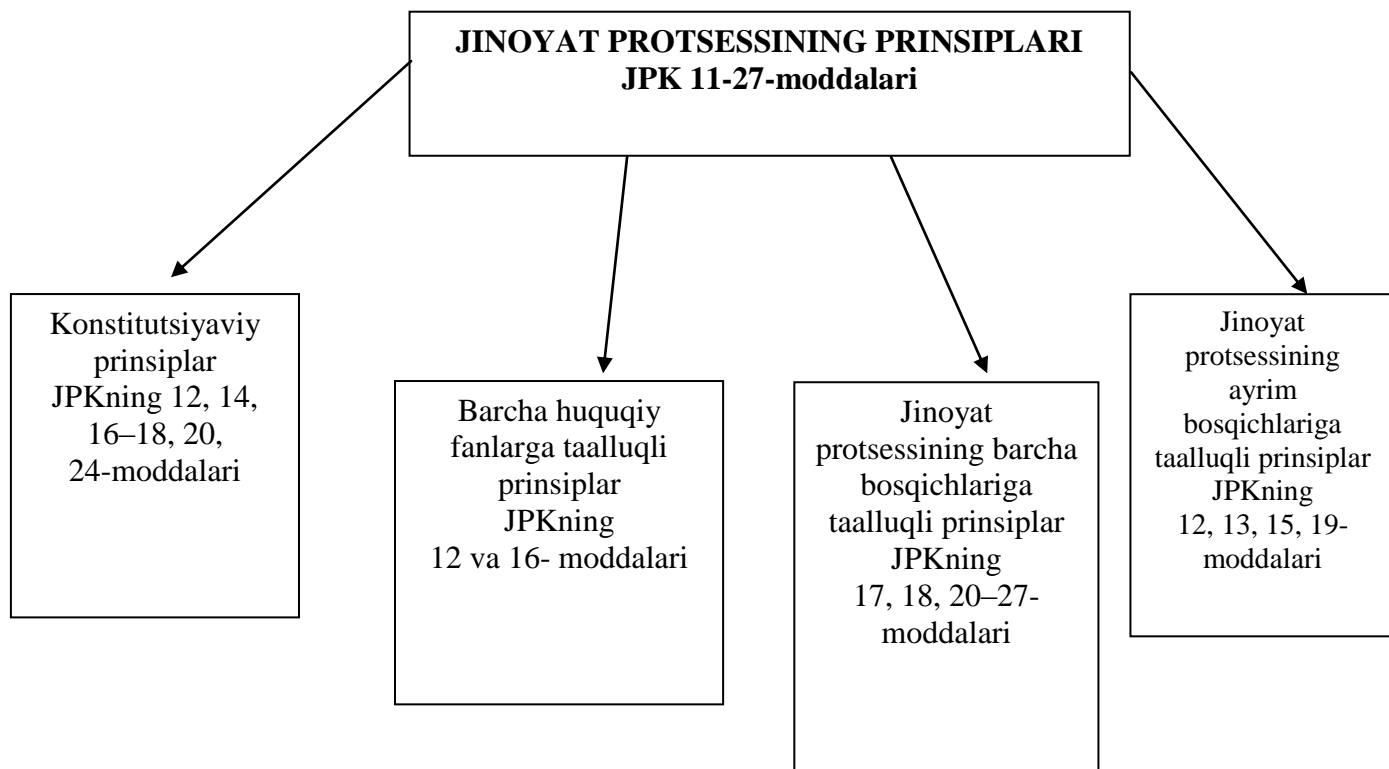 JINOYAT PROTSESSINING PRINSIPLARI
JPK 11-27-moddalari
Konstitutsiyaviy
prinsiplar
JPKning 12, 14,
16–18, 20,
24-moddalari
Barcha huquqiy
fanlarga taalluqli
prinsiplar
JPKning
12 va 16- moddalari
Jinoyat
protsessining barcha
bosqichlariga
taalluqli prinsiplar
JPKning
17, 18, 20–27-
moddalari
Jinoyat
protsessining
ayrim
bosqichlariga
taalluqli prinsiplar
JPKning
12, 13, 15, 19-
moddalari